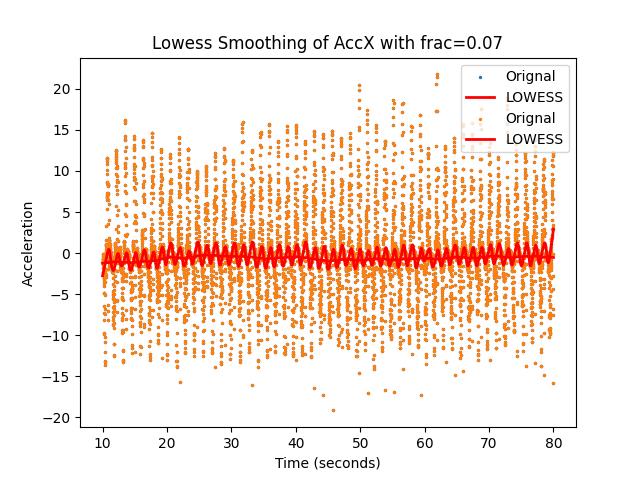 Lowess Smoothing of AccX with frac=0.07
Orignal
LOWESS
Orignal
LOWESS
20
15
10
5
0
−5
−10
−15
−20
Acceleration
10 20 30 40 50 60 70 80
Time (seconds)